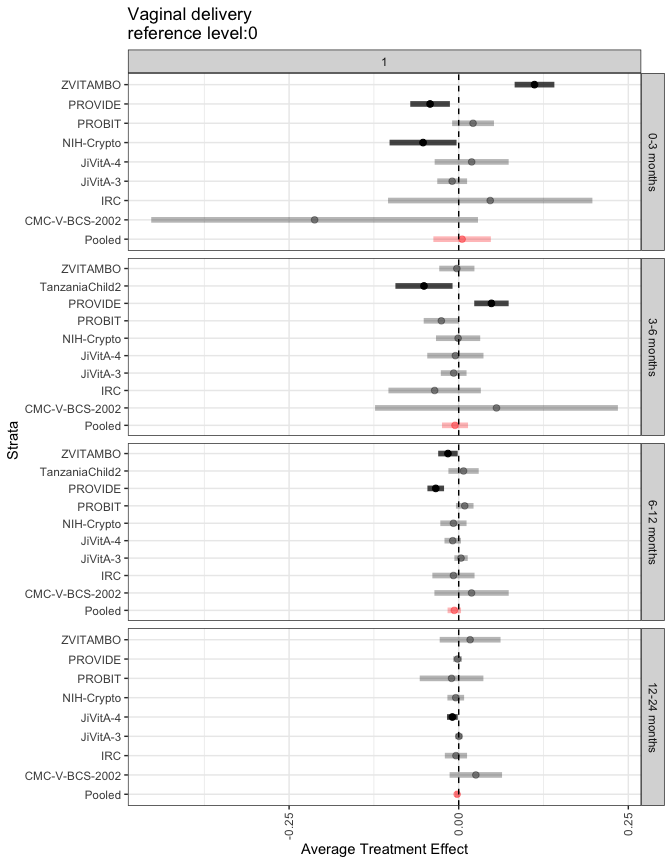 Vaginal delivery
reference level:0
1
Strata
ZVITAMBO
PROVIDE
PROBIT
NIH-Crypto
JiVitA-4
JiVitA-3
IRC
CMC-V-BCS-2002
Pooled
0-3 months
ZVITAMBO
TanzaniaChild2
PROVIDE
PROBIT
NIH-Crypto
JiVitA-4
JiVitA-3
IRC
CMC-V-BCS-2002
Pooled
3-6 months
ZVITAMBO
TanzaniaChild2
PROVIDE
PROBIT
NIH-Crypto
JiVitA-4
JiVitA-3
IRC
CMC-V-BCS-2002
Pooled
6-12 months
ZVITAMBO
PROVIDE
PROBIT
NIH-Crypto
JiVitA-4
JiVitA-3
IRC
CMC-V-BCS-2002
Pooled
12-24 months
-0.25
0.00
0.25
Average Treatment Effect